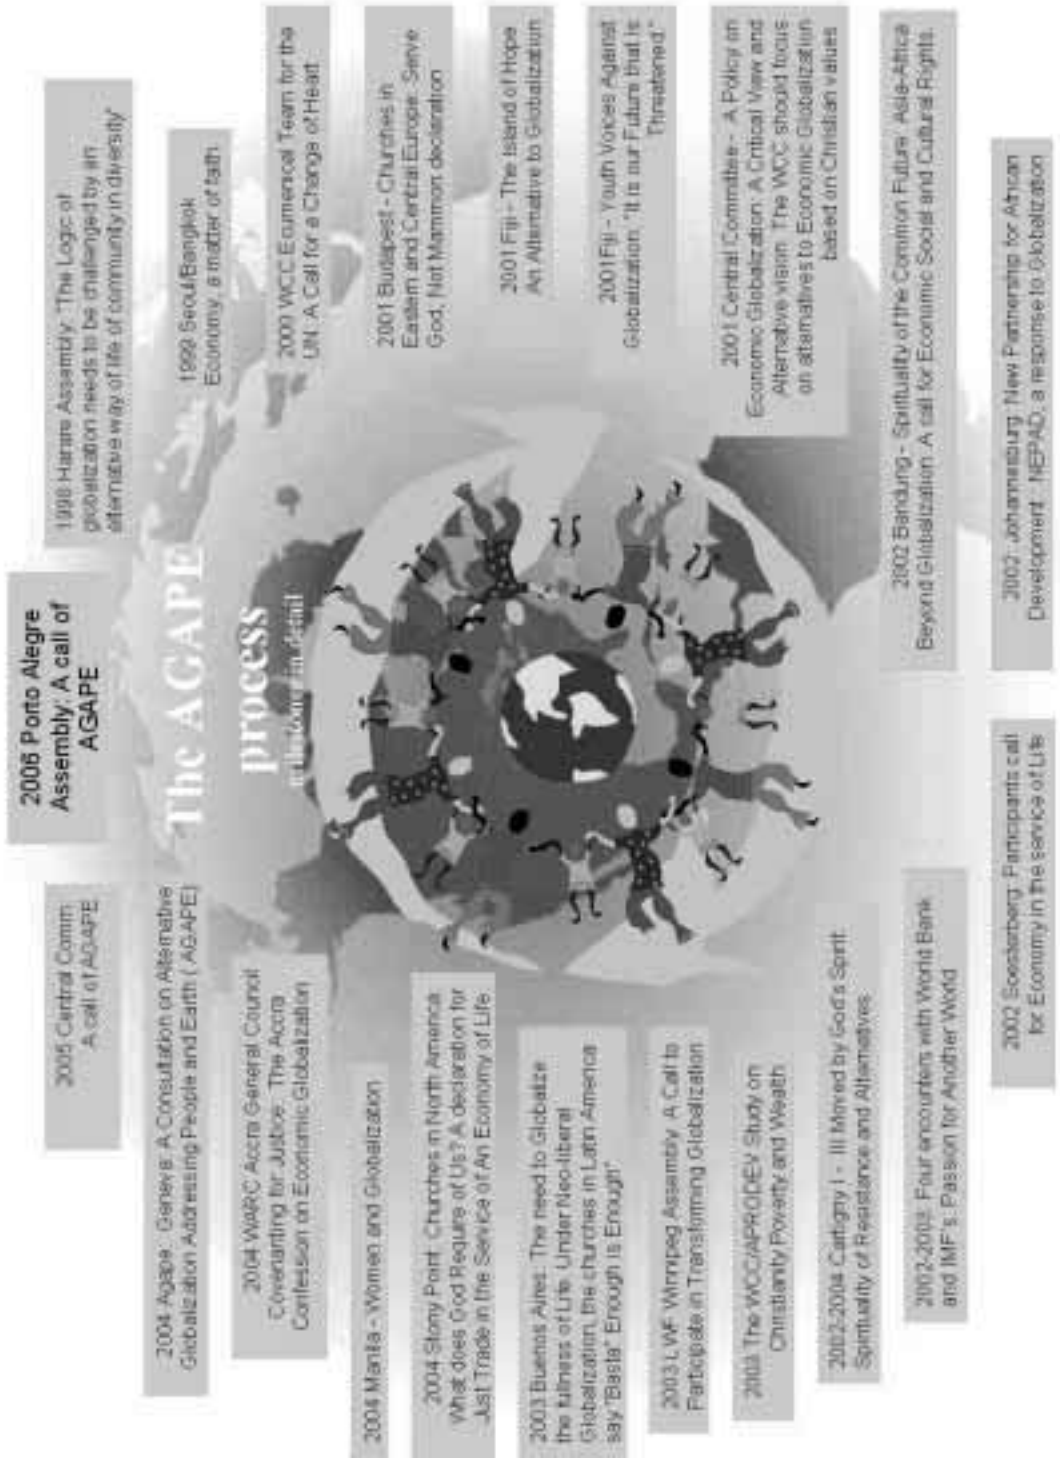 2006 Porto Alegre
Assembly: A call of
AGAPE
The AGAPE
process
1998 Harare Assembly: "The Logic of
globalization needs to be challenged by an
alternative way of life of community in diversity"
1999 Seoul/Bangkok
Economy, a matter of faith
2000 WCC Ecumenical Team for the
UN: A Call for a Change of Heart
2001 Budapest - Churches in
Eastern and Central Europe: Serve
God, Not Mammon declaration
2001 Fiji - The Island of Hope
An Alternative to Globalization
2001Fiji - Youth Voices Against
Globalization: "It is our Future that is
Threatened."
2001 Central Committee - A Policy on
Economic Globalization: A Critical View and
Alternative vision. The WCC should focus
on alternatives to Economic Globalization
based on Christian values
2002 Bandung - Spirituality of the Common Future. Asia-Africa
Beyond Globalization. A call for Economic Social and Cultural Rights.
2002: Johannesburg: New Partnership for African
Development: NEPAD, a response to Globalization
2002 Soesterberg: Participants call
for Economy in the service of Life
2002-2003: Four encounters with World Bank
and IMF's. Passion for Another World
2002-2004 Cartigny I - III Moved by God's Spirit:
Spirituality of Resistance and Alternatives
2003 The WCC/APRODEV Study on
Christianity Poverty and Wealth
2003 LWF Winnipeg Assembly: A Call to
Participate in Transforming Globalization
2003 Buenos Aires: The need to Globalize
the fullness of Life. Under Neo-liberal
Globalization, the churches in Latin America
say "Basta" Enough is Enough"
2004 Stony Point: Churches in North America
What does God Require of Us? A declaration for
Just Trade in the Service of An Economy of Life
2004 Manila - Women and Globalization
2004 WARC Accra General Council
Covenanting for Justice: The Accra
Confession on Economic Globalization
2004 Agape: Geneva: A Consultation on Alternative
Globalization Addressing People and Earth ( AGAPE)
2005 Central Comm
A call of AGAPE